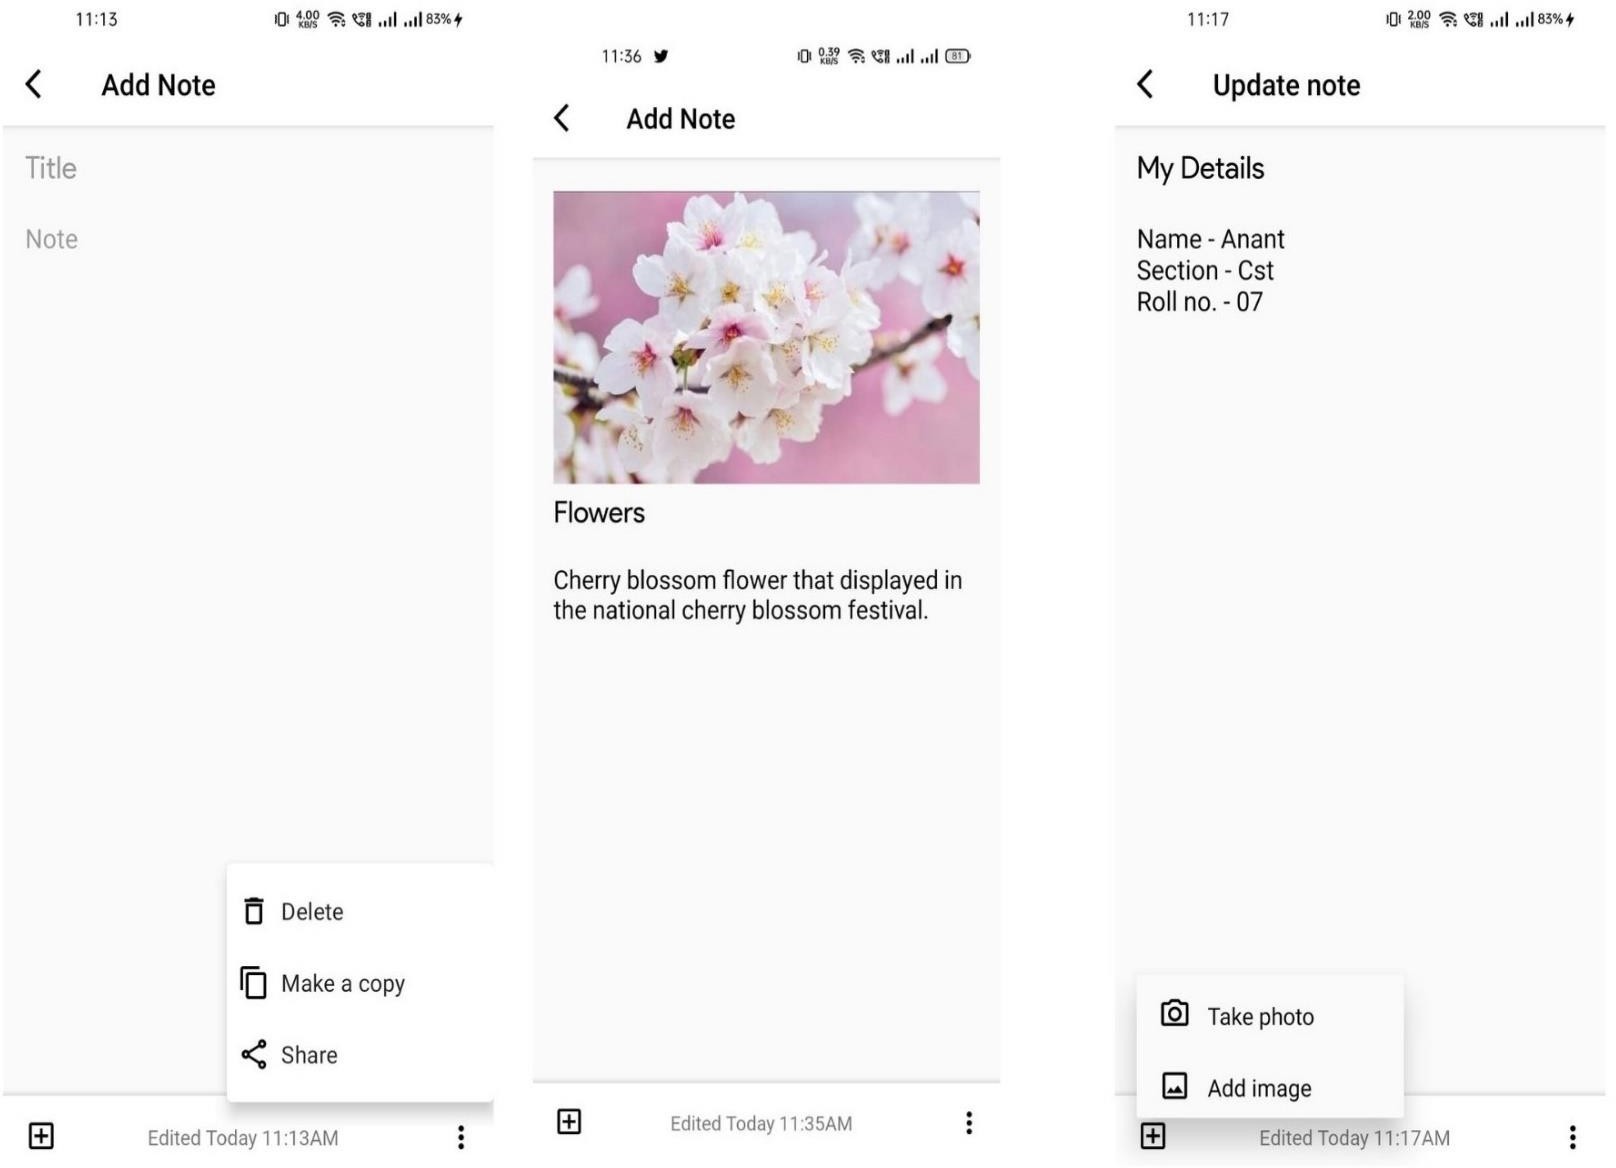 11:13
4.00 KB/S
83%
Add Note
Title
Note
Delete
Make a copy
Share
Edited Today 11:13AM
11:36
0.39 KB/S
81
Add Note
Flowers
Cherry blossom flower that displayed in
the national cherry blossom festival.
Edited Today 11:35AM
11:17
2.00 KB/S
83%
Update note
My Details
Name - Anant
Section - Cst
Roll no. - 07
Take photo
Add image
Edited Today 11:17AM